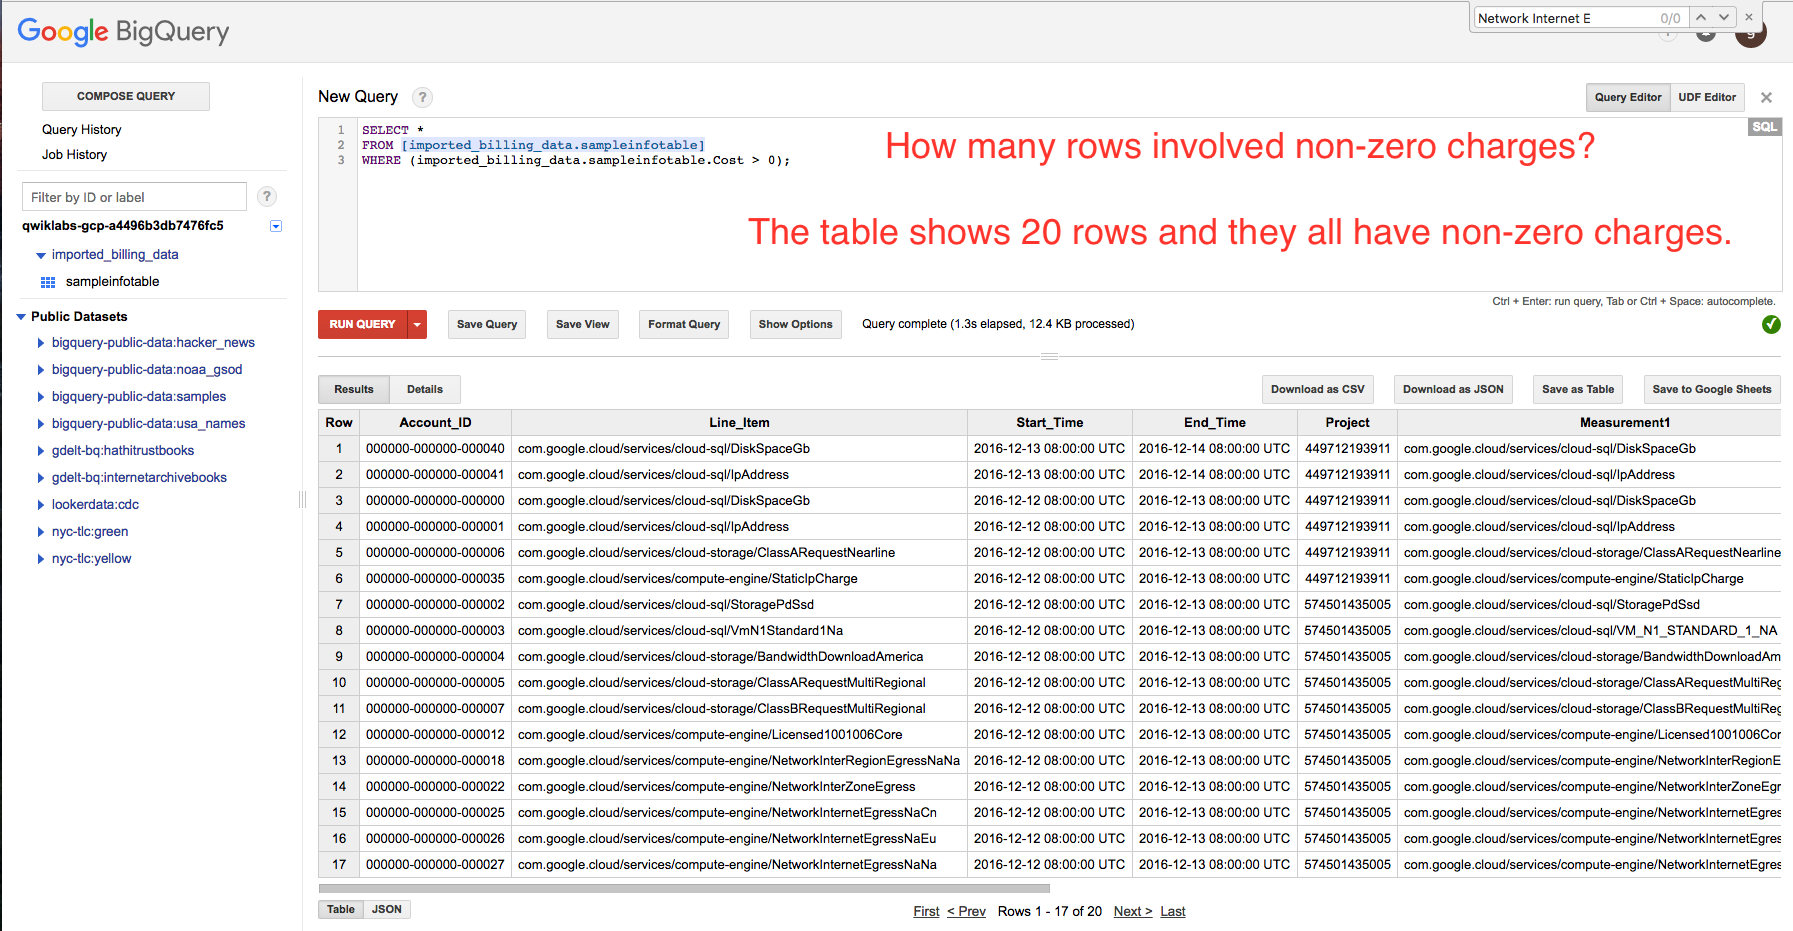 Network Internet E 0/0
Google BigQuery
COMPOSE QUERY
Query History
Job History
Filter by ID or label ?
qwiklabs-gcp-a4496b3db7476fc5
imported_billing_data
sampleinfotable
Public Datasets
bigquery-public-data:hacker_news
bigquery-public-data:noaa_gsod
bigquery-public-data:samples
bigquery-public-data:usa_names
gdelt-bq:hathitrustbooks
gdelt-bq:internetarchivebooks
lookerdata:cdc
nyc-tlc:green
nyc-tlc:yellow
New Query ? Query Editor UDF Editor
SQL
1 SELECT *
2 FROM [imported_billing_data.sampleinfotable]
3 WHERE (imported_billing_data.sampleinfotable.Cost > 0);
How many rows involved non-zero charges?
The table shows 20 rows and they all have non-zero charges.
Ctrl + Enter: run query, Tab or Ctrl + Space: autocomplete.
RUN QUERY Save Query Save View Format Query Show Options Query complete (1.3s elapsed, 12.4 KB processed)
Results Details Download as CSV Download as JSON Save as Table Save to Google Sheets
Row Account_ID Line_Item Start_Time End_Time Project Measurement1
1 000000-000000-000040 com.google.cloud/services/cloud-sql/DiskSpaceGb 2016-12-13 08:00:00 UTC 2016-12-14 08:00:00 UTC 449712193911 com.google.cloud/services/cloud-sql/DiskSpaceGb
2 000000-000000-000041 com.google.cloud/services/cloud-sql/IpAddress 2016-12-13 08:00:00 UTC 2016-12-14 08:00:00 UTC 449712193911 com.google.cloud/services/cloud-sql/IpAddress
3 000000-000000-000000 com.google.cloud/services/cloud-sql/DiskSpaceGb 2016-12-12 08:00:00 UTC 2016-12-13 08:00:00 UTC 449712193911 com.google.cloud/services/cloud-sql/DiskSpaceGb
4 000000-000000-000001 com.google.cloud/services/cloud-sql/IpAddress 2016-12-12 08:00:00 UTC 2016-12-13 08:00:00 UTC 449712193911 com.google.cloud/services/cloud-sql/IpAddress
5 000000-000000-000006 com.google.cloud/services/cloud-storage/ClassARequestNearline 2016-12-12 08:00:00 UTC 2016-12-13 08:00:00 UTC 449712193911 com.google.cloud/services/cloud-storage/ClassARequestNearline
6 000000-000000-000035 com.google.cloud/services/compute-engine/StaticIpCharge 2016-12-12 08:00:00 UTC 2016-12-13 08:00:00 UTC 449712193911 com.google.cloud/services/compute-engine/StaticIpCharge
7 000000-000000-000002 com.google.cloud/services/cloud-sql/StoragePdSsd 2016-12-12 08:00:00 UTC 2016-12-13 08:00:00 UTC 574501435005 com.google.cloud/services/cloud-sql/StoragePdSsd
8 000000-000000-000003 com.google.cloud/services/cloud-sql/VmN1Standard1Na 2016-12-12 08:00:00 UTC 2016-12-13 08:00:00 UTC 574501435005 com.google.cloud/services/cloud-sql/VM_N1_STANDARD_1_NA
9 000000-000000-000004 com.google.cloud/services/cloud-storage/BandwidthDownloadAmerica 2016-12-12 08:00:00 UTC 2016-12-13 08:00:00 UTC 574501435005 com.google.cloud/services/cloud-storage/BandwidthDownloadAm
10 000000-000000-000005 com.google.cloud/services/cloud-storage/ClassARequestMultiRegional 2016-12-12 08:00:00 UTC 2016-12-13 08:00:00 UTC 574501435005 com.google.cloud/services/cloud-storage/ClassARequestMultiReg
11 000000-000000-000007 com.google.cloud/services/cloud-storage/ClassBRequestMultiRegional 2016-12-12 08:00:00 UTC 2016-12-13 08:00:00 UTC 574501435005 com.google.cloud/services/cloud-storage/ClassBRequestMultiReg
12 000000-000000-000012 com.google.cloud/services/compute-engine/Licensed1001006Core 2016-12-12 08:00:00 UTC 2016-12-13 08:00:00 UTC 574501435005 com.google.cloud/services/compute-engine/Licensed1001006Cor
13 000000-000000-000018 com.google.cloud/services/compute-engine/NetworkInterRegionEgressNaNa 2016-12-12 08:00:00 UTC 2016-12-13 08:00:00 UTC 574501435005 com.google.cloud/services/compute-engine/NetworkInterRegionE
14 000000-000000-000022 com.google.cloud/services/compute-engine/NetworkInterZoneEgress 2016-12-12 08:00:00 UTC 2016-12-13 08:00:00 UTC 574501435005 com.google.cloud/services/compute-engine/NetworkInterZoneEgr
15 000000-000000-000025 com.google.cloud/services/compute-engine/NetworkInternetEgressNaCn 2016-12-12 08:00:00 UTC 2016-12-13 08:00:00 UTC 574501435005 com.google.cloud/services/compute-engine/NetworkInternetEgres
16 000000-000000-000026 com.google.cloud/services/compute-engine/NetworkInternetEgressNaEu 2016-12-12 08:00:00 UTC 2016-12-13 08:00:00 UTC 574501435005 com.google.cloud/services/compute-engine/NetworkInternetEgres
17 000000-000000-000027 com.google.cloud/services/compute-engine/NetworkInternetEgressNaNa 2016-12-12 08:00:00 UTC 2016-12-13 08:00:00 UTC 574501435005 com.google.cloud/services/compute-engine/NetworkInternetEgres
Table JSON First < Prev Rows 1 - 17 of 20 Next > Last